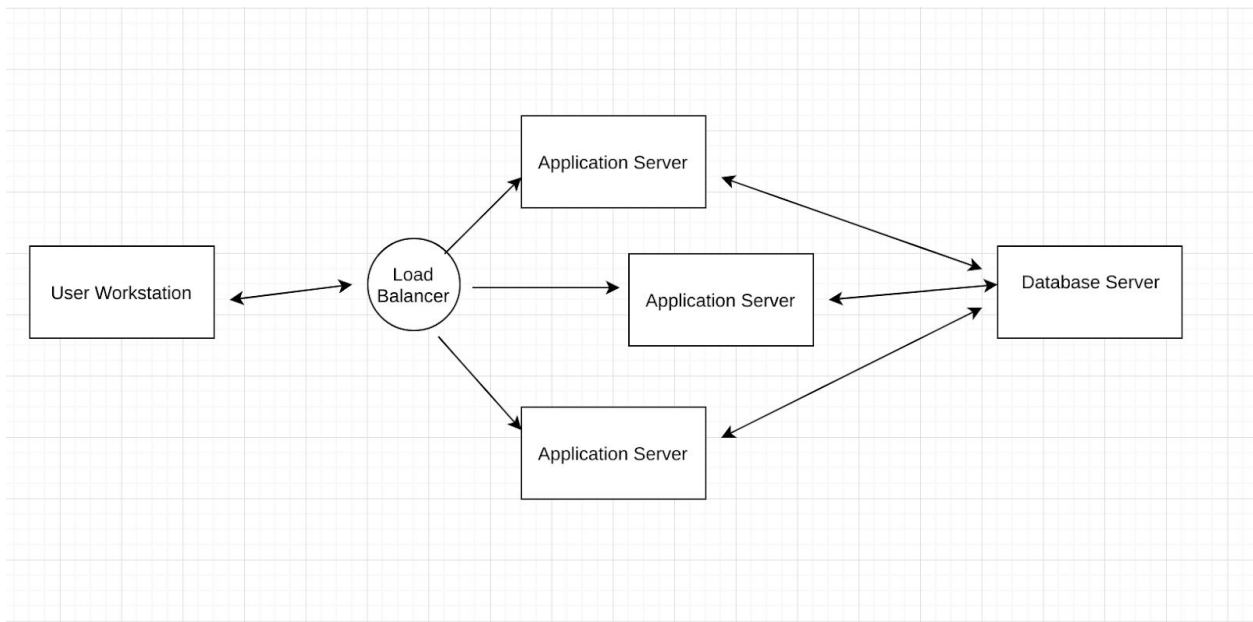 Application Server
User Workstation
Load
Balancer
Application Server
Database Server
Application Server